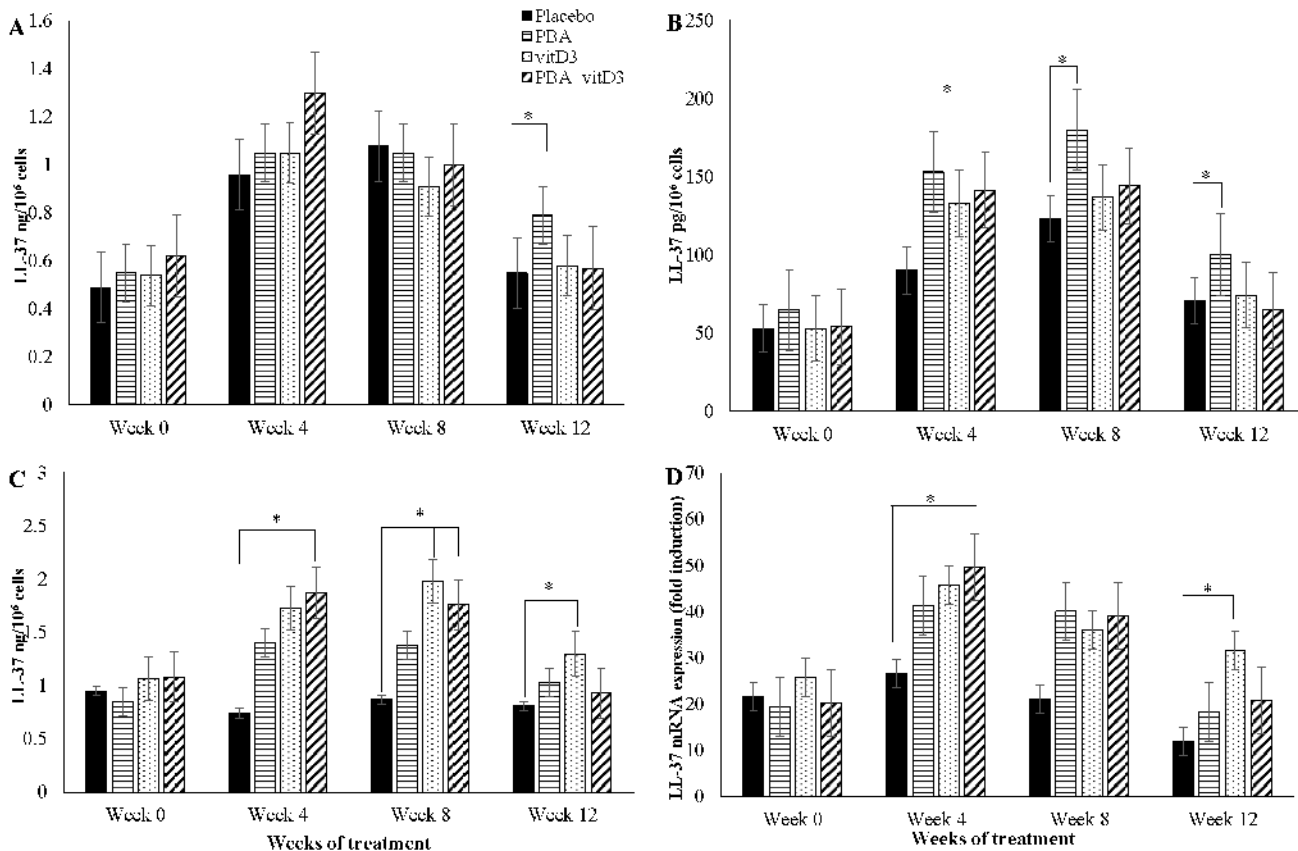 A
LL-37 ng/10⁶ cells
1.6
1.4
1.2
1
0.8
0.6
0.4
0.2
0
Placebo
PBA
vitD3
PBA vitD3
*
Week 0 Week 4 Week 8 Week 12
B
LL-37 pg/10⁶ cells
250
200
150
100
50
0
* * *
Week 0 Week 4 Week 8 Week 12
C
LL-37 ng/10⁶ cells
3
2.5
2
1.5
1
0.5
0
* * *
Week 0 Week 4 Week 8 Week 12
Weeks of treatment
D
LL-37 mRNA expression (fold induction)
70
60
50
40
30
20
10
0
* *
Week 0 Week 4 Week 8 Week 12
Weeks of treatment